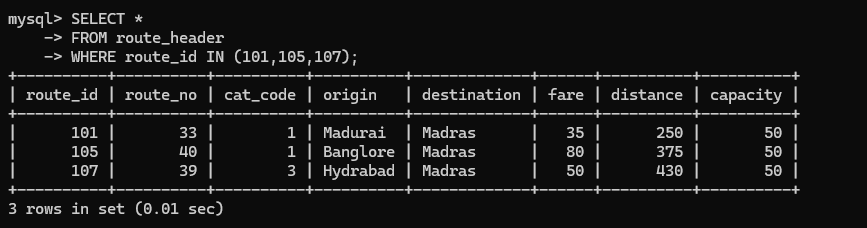 mysql> SELECT *
    -> FROM route_header
    -> WHERE route_id IN (101,105,107);
+----------+----------+----------+----------+-------------+------+----------+----------+
| route_id | route_no | cat_code | origin   | destination | fare | distance | capacity |
+----------+----------+----------+----------+-------------+------+----------+----------+
|      101 |       33 |        1 | Madurai  | Madras      |   35 |      250 |       50 |
|      105 |       40 |        1 | Banglore | Madras      |   80 |      375 |       50 |
|      107 |       39 |        3 | Hydrabad | Madras      |   50 |      430 |       50 |
+----------+----------+----------+----------+-------------+------+----------+----------+
3 rows in set (0.01 sec)